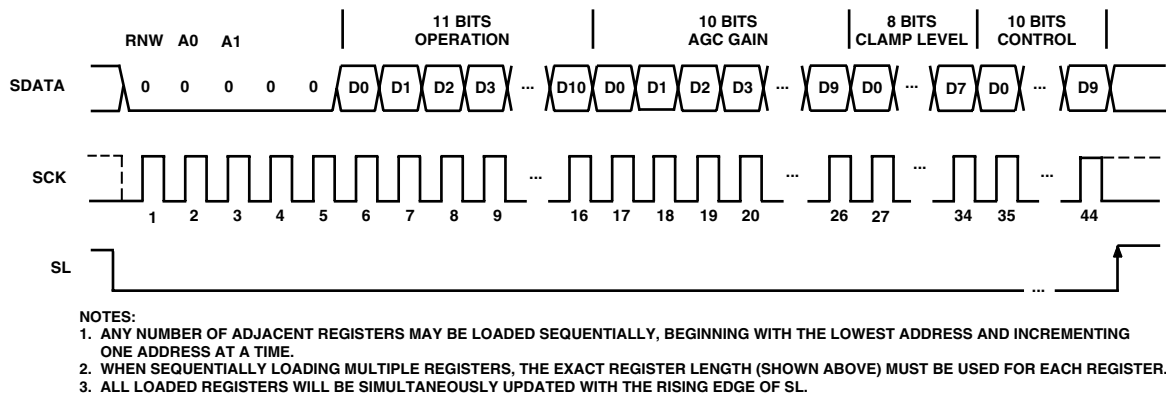 11 BITS OPERATION 10 BITS AGC GAIN 8 BITS CLAMP LEVEL 10 BITS CONTROL
RNW A0 A1
SDATA 0 0 0 0 0 D0 D1 D2 D3 ... D10 D0 D1 D2 D3 ... D9 D0 ... D7 D0 ... D9
SCK ... ... ... ...
1 2 3 4 5 6 7 8 9 16 17 18 19 20 26 27 34 35 44
SL ...
NOTES:
1. ANY NUMBER OF ADJACENT REGISTERS MAY BE LOADED SEQUENTIALLY, BEGINNING WITH THE LOWEST ADDRESS AND INCREMENTING
ONE ADDRESS AT A TIME.
2. WHEN SEQUENTIALLY LOADING MULTIPLE REGISTERS, THE EXACT REGISTER LENGTH (SHOWN ABOVE) MUST BE USED FOR EACH REGISTER.
3. ALL LOADED REGISTERS WILL BE SIMULTANEOUSLY UPDATED WITH THE RISING EDGE OF SL.